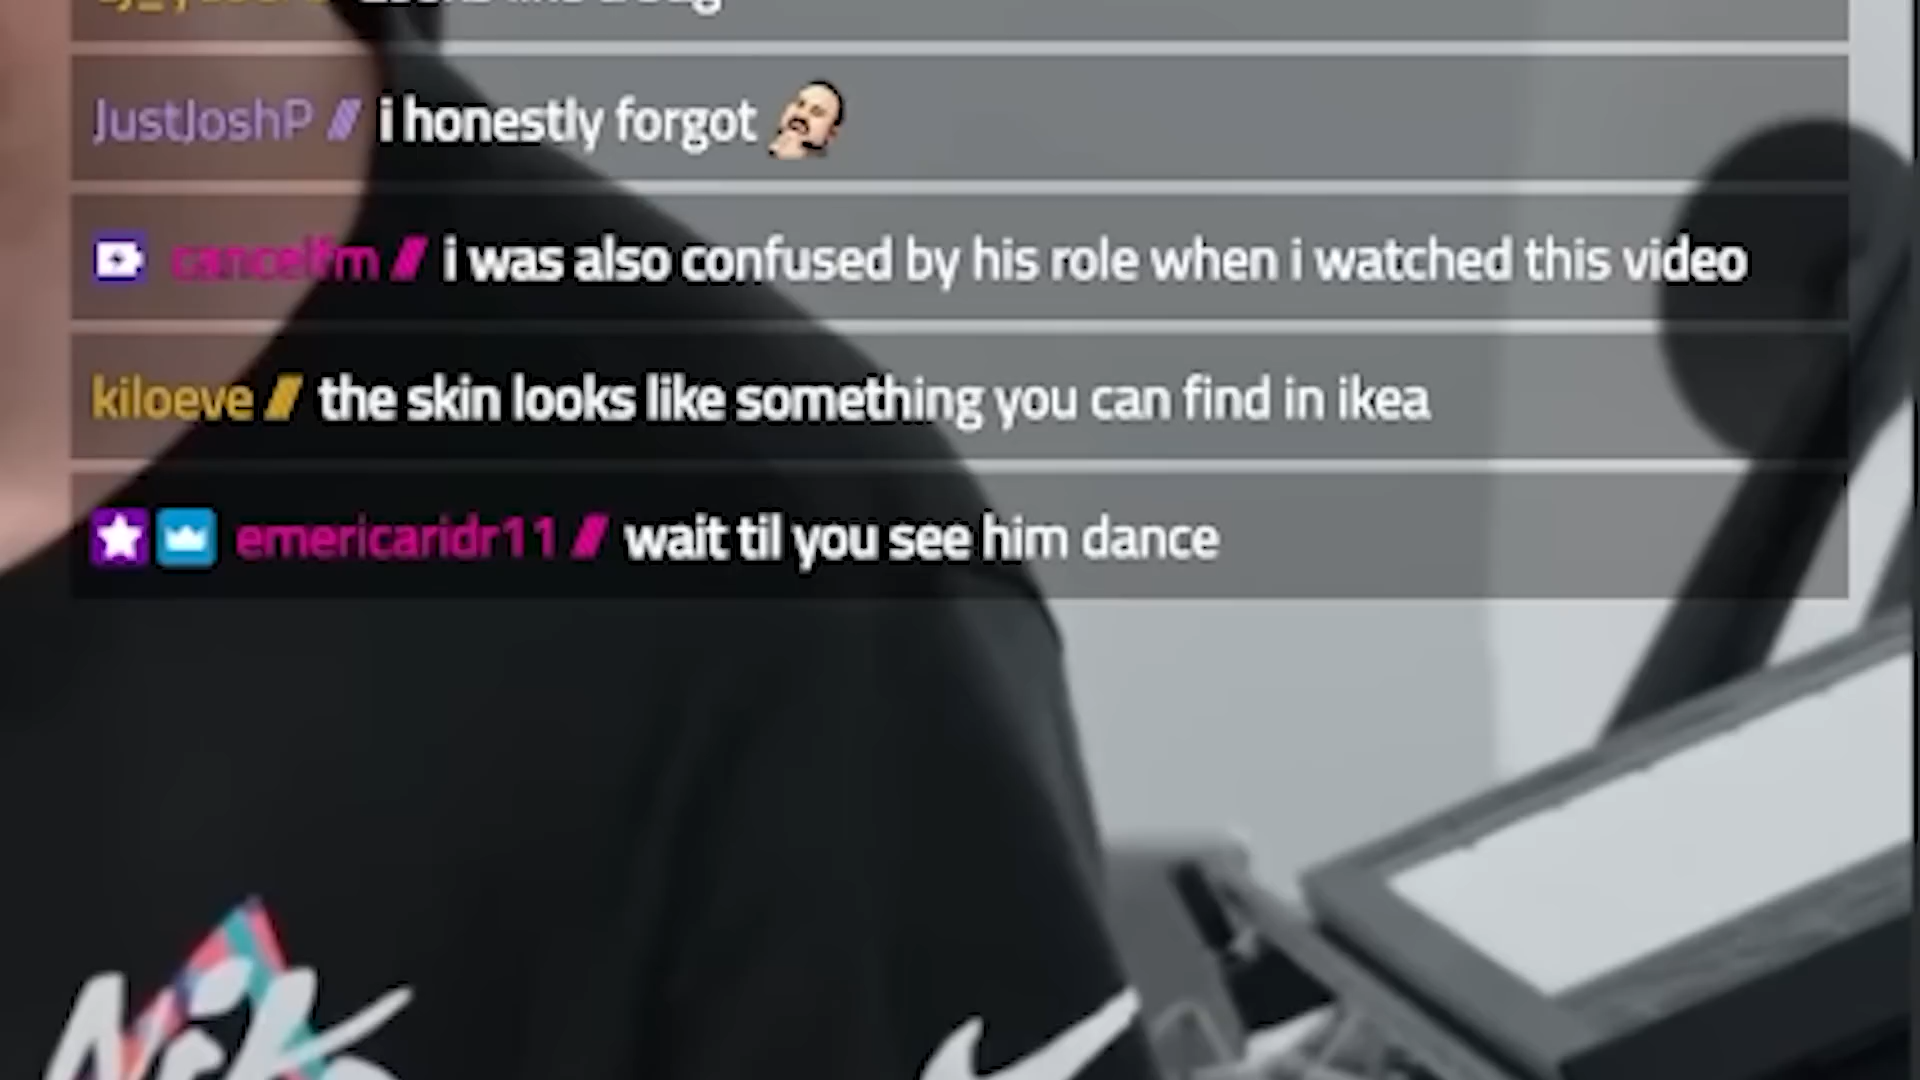 JustJoshP // i honestly forgot
cancelfm // i was also confused by his role when i watched this video
kiloeve // the skin looks like something you can find in ikea
emericaridr11 // wait til you see him dance